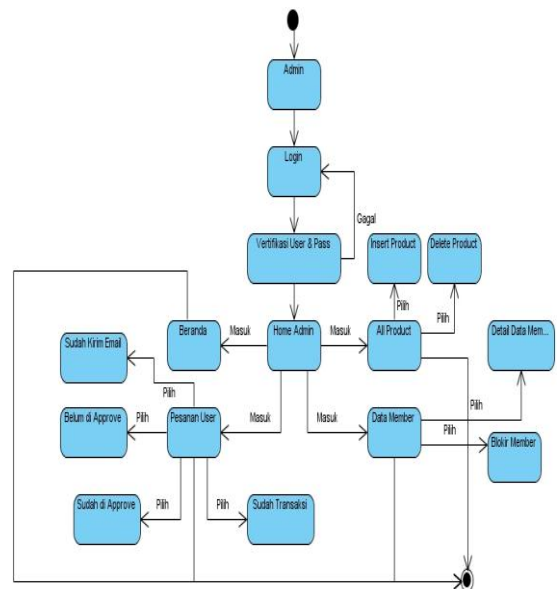 Admin
Login
Gagal
Vertifikasi User & Pass
Insert Product
Delete Product
Pilih
Pilih
Beranda
Masuk
Home Admin
Masuk
All Product
Sudah Kirim Email
Detail Data Mem...
Pilih
Pesanan User
Masuk
Masuk
Data Member
Pilih
Belum di Approve
Pilih
Pilih
Blokir Member
Sudah di Approve
Pilih
Pilih
Sudah Transaksi